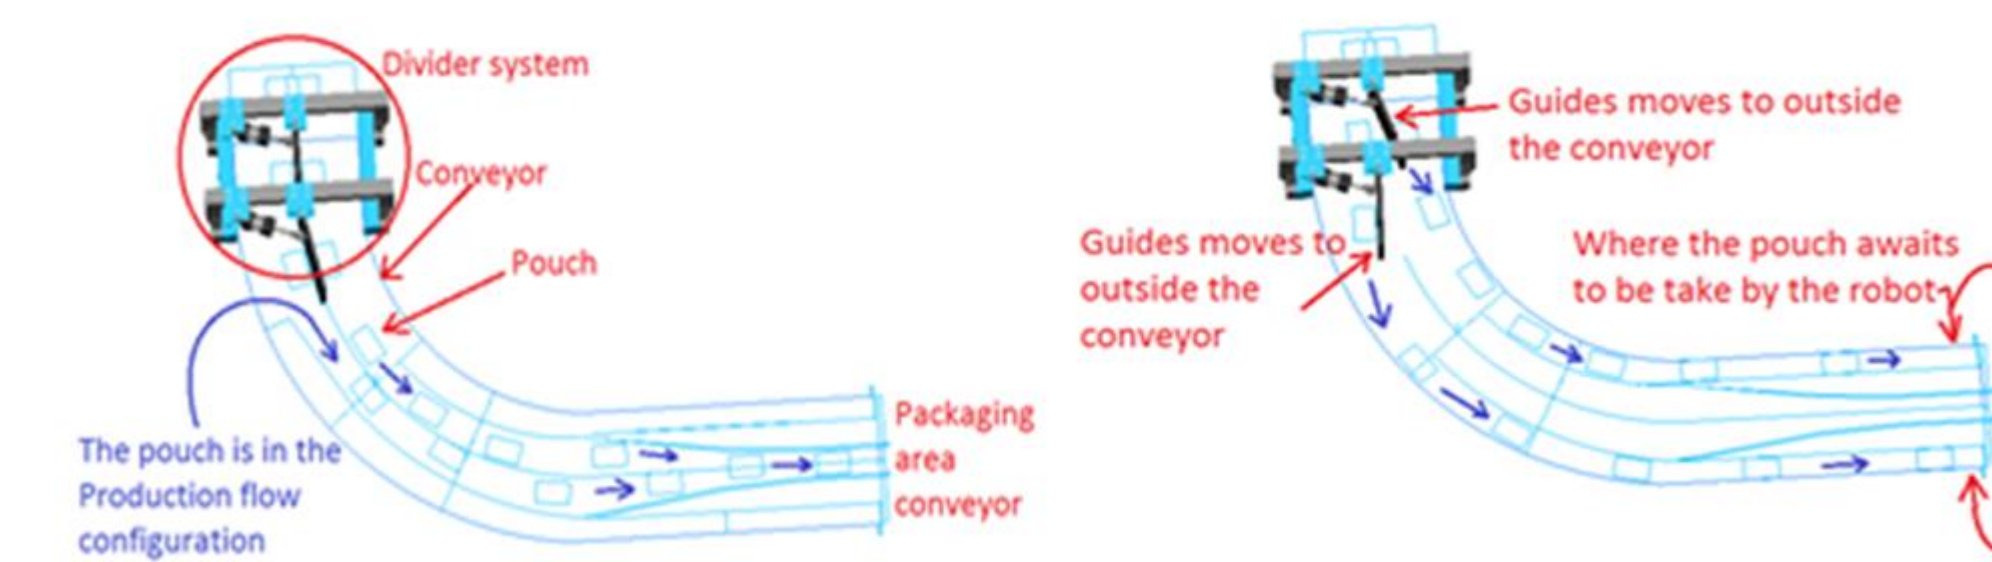 Divider system
Conveyor
Pouch
The pouch is in the
Production flow
configuration
Packaging
area
conveyor
Guides moves to outside
the conveyor
Guides moves to
outside the
conveyor
Where the pouch awaits
to be take by the robot